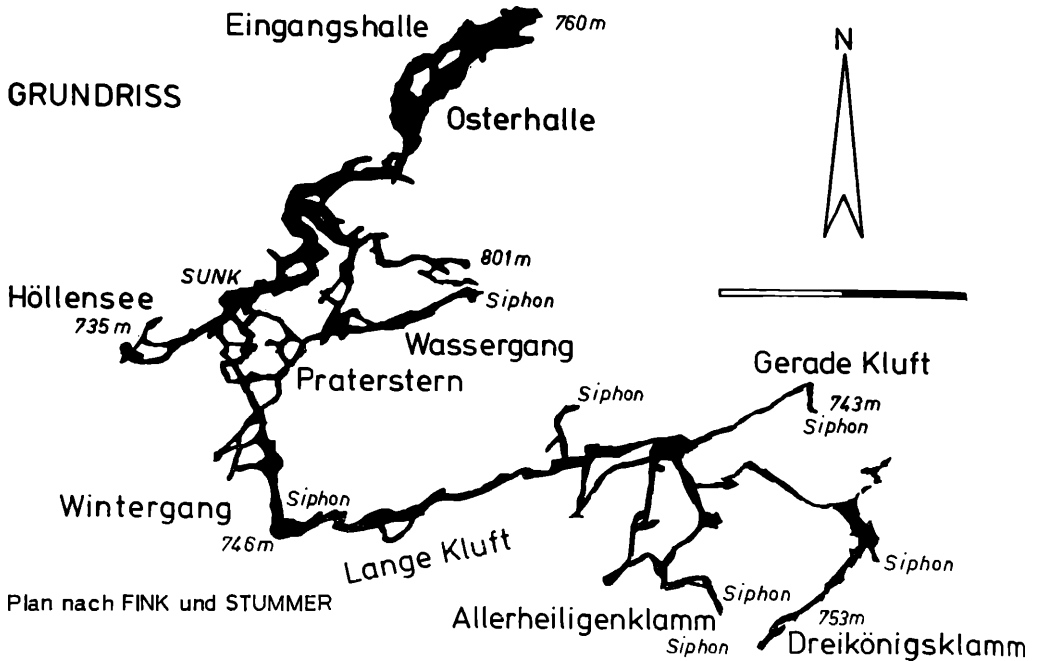 Eingangshalle
760m
N
GRUNDRISS
Osterhalle
801m
SUNK
Höllensee
Siphon
735m
Wassergang
Gerade Kluft
Praterstern
Siphon
743m
Siphon
Wintergang
Siphon
746m
Lange Kluft
Siphon
Plan nach FINK und STUMMER
Siphon
Allerheiligenklamm
753m
Siphon
Dreikönigsklamm